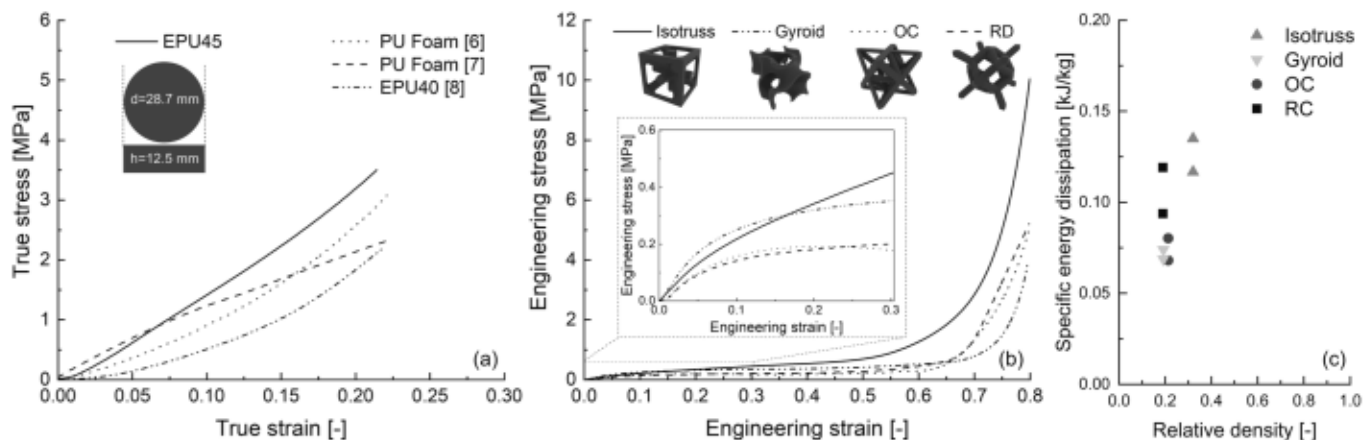 EPU45
PU Foam [6]
PU Foam [7]
EPU40 [8]
d=28.7 mm
h=12.5 mm
True stress [MPa]
6
5
4
3
2
1
0
0.00 0.05 0.10 0.15 0.20 0.25 0.30
True strain [-]
(a)
Isotruss Gyroid OC RD
Engineering stress [MPa]
12
10
8
6
4
2
0
Engineering stress [MPa]
0.6
0.4
0.2
0.0
0.0 0.1 0.2 0.3
Engineering strain [-]
0.0 0.1 0.2 0.3 0.4 0.5 0.6 0.7 0.8
Engineering strain [-]
(b)
Isotruss
Gyroid
OC
RC
Specific energy dissipation [kJ/kg]
0.20
0.15
0.10
0.05
0.00
0.0 0.2 0.4 0.6 0.8 1.0
Relative density [-]
(c)